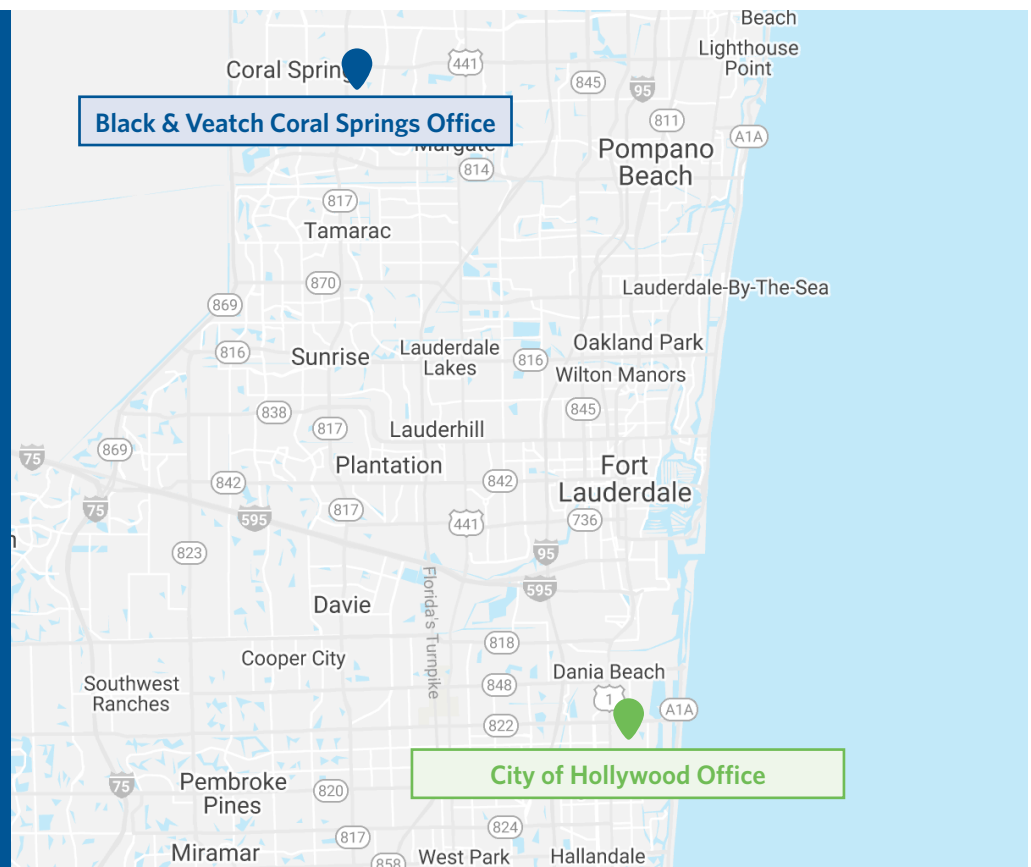 Beach
Lighthouse
Point
441
845
95
811
A1A
Black & Veatch Coral Springs Office
Pompano
Beach
814
817
Tamarac
870
869
Lauderdale-By-The-Sea
816
Sunrise
Lauderdale
Lakes
816
Oakland Park
Wilton Manors
838
817
845
Lauderhill
75
869
Plantation
Fort
Lauderdale
842
842
75
595
817
441
736
823
95
595
Davie
Florida's Turnpike
818
Cooper City
Dania Beach
Southwest
Ranches
848
1
A1A
822
City of Hollywood Office
75
Pembroke
Pines
820
824
817
Miramar
858
West Park
Hallandale